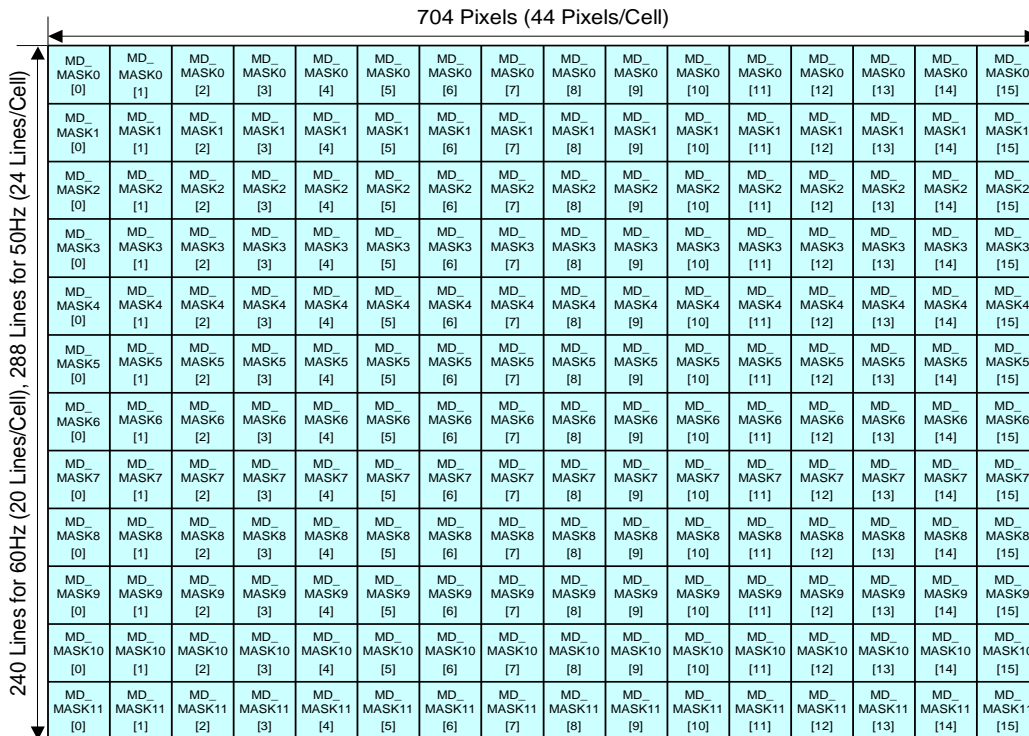 704 Pixels (44 Pixels/Cell)
240 Lines for 60Hz (20 Lines/Cell), 288 Lines for 50Hz (24 Lines/Cell)
MD_ MD_ MD_ MD_ MD_ MD_ MD_ MD_ MD_ MD_ MD_ MD_ MD_ MD_ MD_ MD_
MASK0 MASK0 MASK0 MASK0 MASK0 MASK0 MASK0 MASK0 MASK0 MASK0 MASK0 MASK0 MASK0 MASK0 MASK0 MASK0
[0] [1] [2] [3] [4] [5] [6] [7] [8] [9] [10] [11] [12] [13] [14] [15]
MD_ MD_ MD_ MD_ MD_ MD_ MD_ MD_ MD_ MD_ MD_ MD_ MD_ MD_ MD_ MD_
MASK1 MASK1 MASK1 MASK1 MASK1 MASK1 MASK1 MASK1 MASK1 MASK1 MASK1 MASK1 MASK1 MASK1 MASK1 MASK1
[0] [1] [2] [3] [4] [5] [6] [7] [8] [9] [10] [11] [12] [13] [14] [15]
MD_ MD_ MD_ MD_ MD_ MD_ MD_ MD_ MD_ MD_ MD_ MD_ MD_ MD_ MD_ MD_
MASK2 MASK2 MASK2 MASK2 MASK2 MASK2 MASK2 MASK2 MASK2 MASK2 MASK2 MASK2 MASK2 MASK2 MASK2 MASK2
[0] [1] [2] [3] [4] [5] [6] [7] [8] [9] [10] [11] [12] [13] [14] [15]
MD_ MD_ MD_ MD_ MD_ MD_ MD_ MD_ MD_ MD_ MD_ MD_ MD_ MD_ MD_ MD_
MASK3 MASK3 MASK3 MASK3 MASK3 MASK3 MASK3 MASK3 MASK3 MASK3 MASK3 MASK3 MASK3 MASK3 MASK3 MASK3
[0] [1] [2] [3] [4] [5] [6] [7] [8] [9] [10] [11] [12] [13] [14] [15]
MD_ MD_ MD_ MD_ MD_ MD_ MD_ MD_ MD_ MD_ MD_ MD_ MD_ MD_ MD_ MD_
MASK4 MASK4 MASK4 MASK4 MASK4 MASK4 MASK4 MASK4 MASK4 MASK4 MASK4 MASK4 MASK4 MASK4 MASK4 MASK4
[0] [1] [2] [3] [4] [5] [6] [7] [8] [9] [10] [11] [12] [13] [14] [15]
MD_ MD_ MD_ MD_ MD_ MD_ MD_ MD_ MD_ MD_ MD_ MD_ MD_ MD_ MD_ MD_
MASK5 MASK5 MASK5 MASK5 MASK5 MASK5 MASK5 MASK5 MASK5 MASK5 MASK5 MASK5 MASK5 MASK5 MASK5 MASK5
[0] [1] [2] [3] [4] [5] [6] [7] [8] [9] [10] [11] [12] [13] [14] [15]
MD_ MD_ MD_ MD_ MD_ MD_ MD_ MD_ MD_ MD_ MD_ MD_ MD_ MD_ MD_ MD_
MASK6 MASK6 MASK6 MASK6 MASK6 MASK6 MASK6 MASK6 MASK6 MASK6 MASK6 MASK6 MASK6 MASK6 MASK6 MASK6
[0] [1] [2] [3] [4] [5] [6] [7] [8] [9] [10] [11] [12] [13] [14] [15]
MD_ MD_ MD_ MD_ MD_ MD_ MD_ MD_ MD_ MD_ MD_ MD_ MD_ MD_ MD_ MD_
MASK7 MASK7 MASK7 MASK7 MASK7 MASK7 MASK7 MASK7 MASK7 MASK7 MASK7 MASK7 MASK7 MASK7 MASK7 MASK7
[0] [1] [2] [3] [4] [5] [6] [7] [8] [9] [10] [11] [12] [13] [14] [15]
MD_ MD_ MD_ MD_ MD_ MD_ MD_ MD_ MD_ MD_ MD_ MD_ MD_ MD_ MD_ MD_
MASK8 MASK8 MASK8 MASK8 MASK8 MASK8 MASK8 MASK8 MASK8 MASK8 MASK8 MASK8 MASK8 MASK8 MASK8 MASK8
[0] [1] [2] [3] [4] [5] [6] [7] [8] [9] [10] [11] [12] [13] [14] [15]
MD_ MD_ MD_ MD_ MD_ MD_ MD_ MD_ MD_ MD_ MD_ MD_ MD_ MD_ MD_ MD_
MASK9 MASK9 MASK9 MASK9 MASK9 MASK9 MASK9 MASK9 MASK9 MASK9 MASK9 MASK9 MASK9 MASK9 MASK9 MASK9
[0] [1] [2] [3] [4] [5] [6] [7] [8] [9] [10] [11] [12] [13] [14] [15]
MD_ MD_ MD_ MD_ MD_ MD_ MD_ MD_ MD_ MD_ MD_ MD_ MD_ MD_ MD_ MD_
MASK10 MASK10 MASK10 MASK10 MASK10 MASK10 MASK10 MASK10 MASK10 MASK10 MASK10 MASK10 MASK10 MASK10 MASK10 MASK10
[0] [1] [2] [3] [4] [5] [6] [7] [8] [9] [10] [11] [12] [13] [14] [15]
MD_ MD_ MD_ MD_ MD_ MD_ MD_ MD_ MD_ MD_ MD_ MD_ MD_ MD_ MD_ MD_
MASK11 MASK11 MASK11 MASK11 MASK11 MASK11 MASK11 MASK11 MASK11 MASK11 MASK11 MASK11 MASK11 MASK11 MASK11 MASK11
[0] [1] [2] [3] [4] [5] [6] [7] [8] [9] [10] [11] [12] [13] [14] [15]